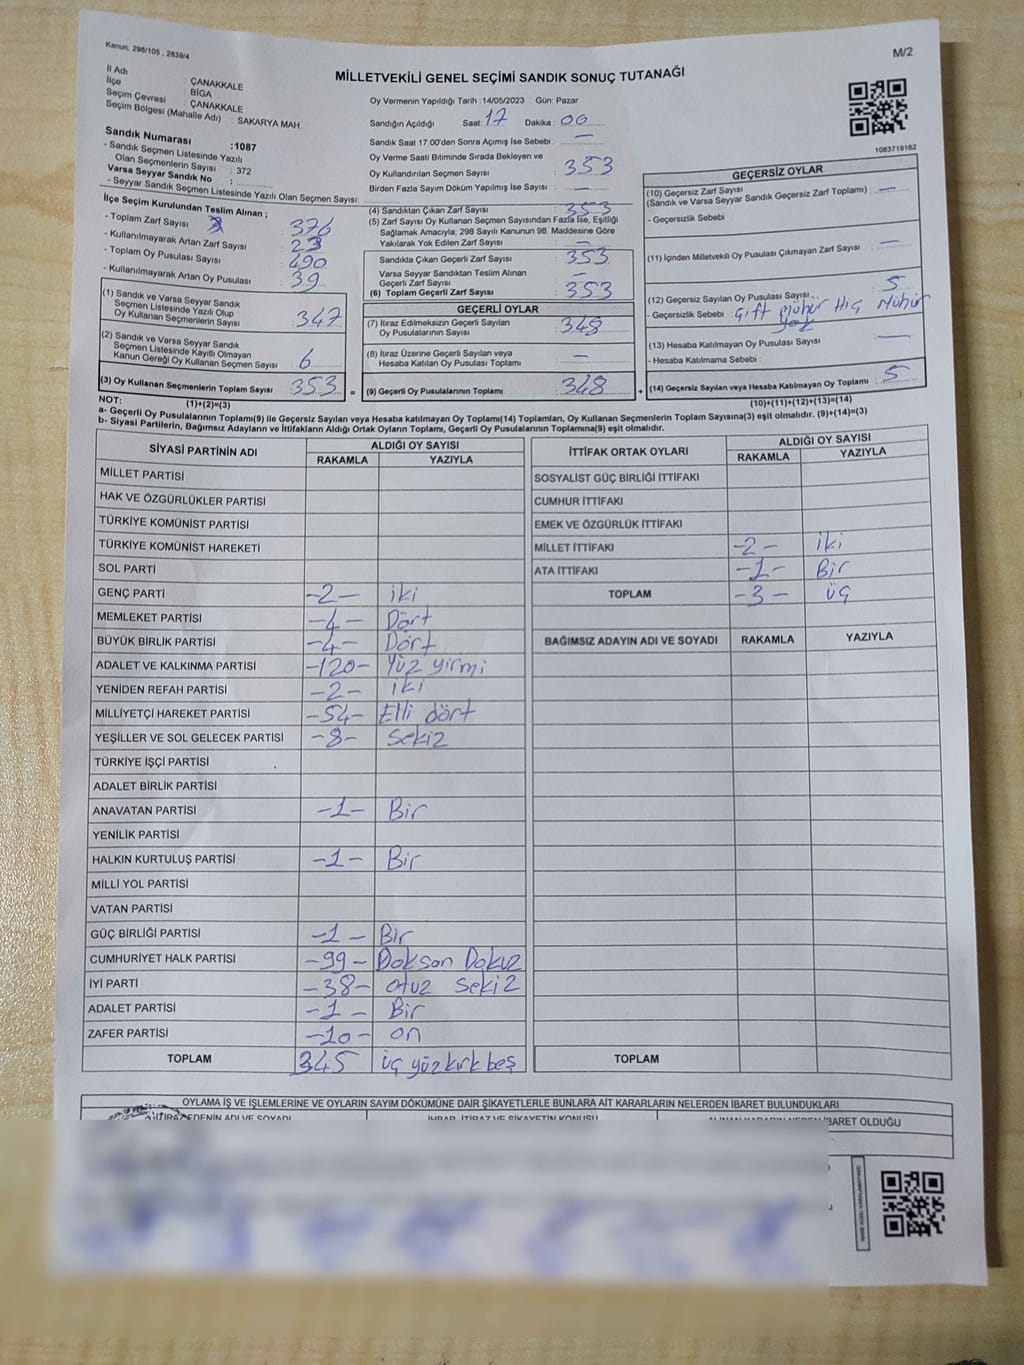 Kanun, 298/105 , 2839/4
M/2
MİLLETVEKİLİ GENEL SEÇİMİ SANDIK SONUÇ TUTANAĞI
İl Adı : ÇANAKKALE
İlçe : BİGA
Seçim Çevresi : ÇANAKKALE
Seçim Bölgesi (Mahalle Adı) : SAKARYA MAH.
Sandık Numarası :1087
- Sandık Seçmen Listesinde Yazılı
Olan Seçmenlerin Sayısı : 372
Varsa Seyyar Sandık No :
- Seyyar Sandık Seçmen Listesinde Yazılı Olan Seçmen Sayısı:
İlçe Seçim Kurulundan Teslim Alınan ;
- Toplam Zarf Sayısı : 376
- Kullanılmayarak Artan Zarf Sayısı : 23
- Toplam Oy Pusulası Sayısı : 490
- Kullanılmayarak Artan Oy Pusulası : 39
(1) Sandık ve Varsa Seyyar Sandık
Seçmen Listesinde Yazılı Olup
Oy Kullanan Seçmenlerin Sayısı : 347
(2) Sandık ve Varsa Seyyar Sandık
Seçmen Listesinde Kayıtlı Olmayan
Kanun Gereği Oy Kullanan Seçmen Sayısı : 6
(3) Oy Kullanan Seçmenlerin Toplam Sayısı : 353 =
(1)+(2)=(3)
Oy Vermenin Yapıldığı Tarih :14/05/2023 Gün: Pazar
Sandığın Açıldığı Saat: 17 Dakika : 00
Sandık Saat 17.00'den Sonra Açımış İse Sebebi : —
Oy Verme Saati Bitiminde Sırada Bekleyen ve
Oy Kullandırılan Seçmen Sayısı : 353
Birden Fazla Sayım Döküm Yapılmış İse Sayısı : —
(4) Sandıktan Çıkan Zarf Sayısı : 353
(5) Zarf Sayısı Oy Kullanan Seçmen Sayısından Fazla İse, Eşitliği
Sağlamak Amacıyla, 298 Sayılı Kanunun 98. Maddesine Göre
Yakılarak Yok Edilen Zarf Sayısı : —
Sandıkta Çıkan Geçerli Zarf Sayısı : 353
Varsa Seyyar Sandıktan Teslim Alınan
Geçerli Zarf Sayısı : —
(6) Toplam Geçerli Zarf Sayısı : 353
GEÇERLİ OYLAR
(7) İtiraz Edilmeksizin Geçerli Sayılan
Oy Pusulalarının Sayısı : 348
(8) İtiraz Üzerine Geçerli Sayılan veya
Hesaba Katılan Oy Pusulası Toplamı : —
(9) Geçerli Oy Pusulalarının Toplamı : 348 +
1083719162
GEÇERSİZ OYLAR
(10) Geçersiz Zarf Sayısı : —
(Sandık ve Varsa Seyyar Sandık Geçersiz Zarf Toplamı)
- Geçersizlik Sebebi :
(11) İçinden Milletvekili Oy Pusulası Çıkmayan Zarf Sayısı : —
(12) Geçersiz Sayılan Oy Pusulası Sayısı : 5
- Geçersizlik Sebebi : Çift mühür Hiç Mühür
Yok
(13) Hesaba Katılmayan Oy Pusulası Sayısı : —
- Hesaba Katılmama Sebebi :
(14) Geçersiz Sayılan veya Hesaba Katılmayan Oy Toplamı : 5
(10)+(11)+(12)+(13)=(14)
NOT:
a- Geçerli Oy Pusulalarının Toplamı(9) ile Geçersiz Sayılan veya Hesaba katılmayan Oy Toplamı(14) Toplamları, Oy Kullanan Seçmenlerin Toplam Sayısına(3) eşit olmalıdır. (9)+(14)=(3)
b- Siyasi Partilerin, Bağımsız Adayların ve İttifakların Aldığı Ortak Oyların Toplamı, Geçerli Oy Pusulalarının Toplamına(9) eşit olmalıdır.
SİYASİ PARTİNİN ADI ALDIĞI OY SAYISI
RAKAMLA YAZIYLA
MİLLET PARTİSİ
HAK VE ÖZGÜRLÜKLER PARTİSİ
TÜRKİYE KOMÜNİST PARTİSİ
TÜRKİYE KOMÜNİST HAREKETİ
SOL PARTİ
GENÇ PARTİ -2- iki
MEMLEKET PARTİSİ -4- Dört
BÜYÜK BİRLİK PARTİSİ -4- Dört
ADALET VE KALKINMA PARTİSİ -120- Yüz yirmi
YENİDEN REFAH PARTİSİ -2- iki
MİLLİYETÇİ HAREKET PARTİSİ -54- Elli dört
YEŞİLLER VE SOL GELECEK PARTİSİ -8- Sekiz
TÜRKİYE İŞÇİ PARTİSİ
ADALET BİRLİK PARTİSİ
ANAVATAN PARTİSİ -1- Bir
YENİLİK PARTİSİ
HALKIN KURTULUŞ PARTİSİ -1- Bir
MİLLİ YOL PARTİSİ
VATAN PARTİSİ
GÜÇ BİRLİĞİ PARTİSİ -1- Bir
CUMHURİYET HALK PARTİSİ -99- Doksan Dokuz
İYİ PARTİ -38- otuz sekiz
ADALET PARTİSİ -1- Bir
ZAFER PARTİSİ -10- on
TOPLAM 345 üç yüz kırk beş
İTTİFAK ORTAK OYLARI ALDIĞI OY SAYISI
RAKAMLA YAZIYLA
SOSYALİST GÜÇ BİRLİĞİ İTTİFAKI
CUMHUR İTTİFAKI
EMEK VE ÖZGÜRLÜK İTTİFAKI
MİLLET İTTİFAKI -2- iki
ATA İTTİFAKI -1- Bir
TOPLAM -3- üç
BAĞIMSIZ ADAYIN ADI VE SOYADI RAKAMLA YAZIYLA
TOPLAM
OYLAMA İŞ VE İŞLEMLERİNE VE OYLARIN SAYIM DÖKÜMÜNE DAİR ŞİKAYETLERLE BUNLARA AİT KARARLARIN NELERDEN İBARET BULUNDUKLARI
İBARET OLDUĞU